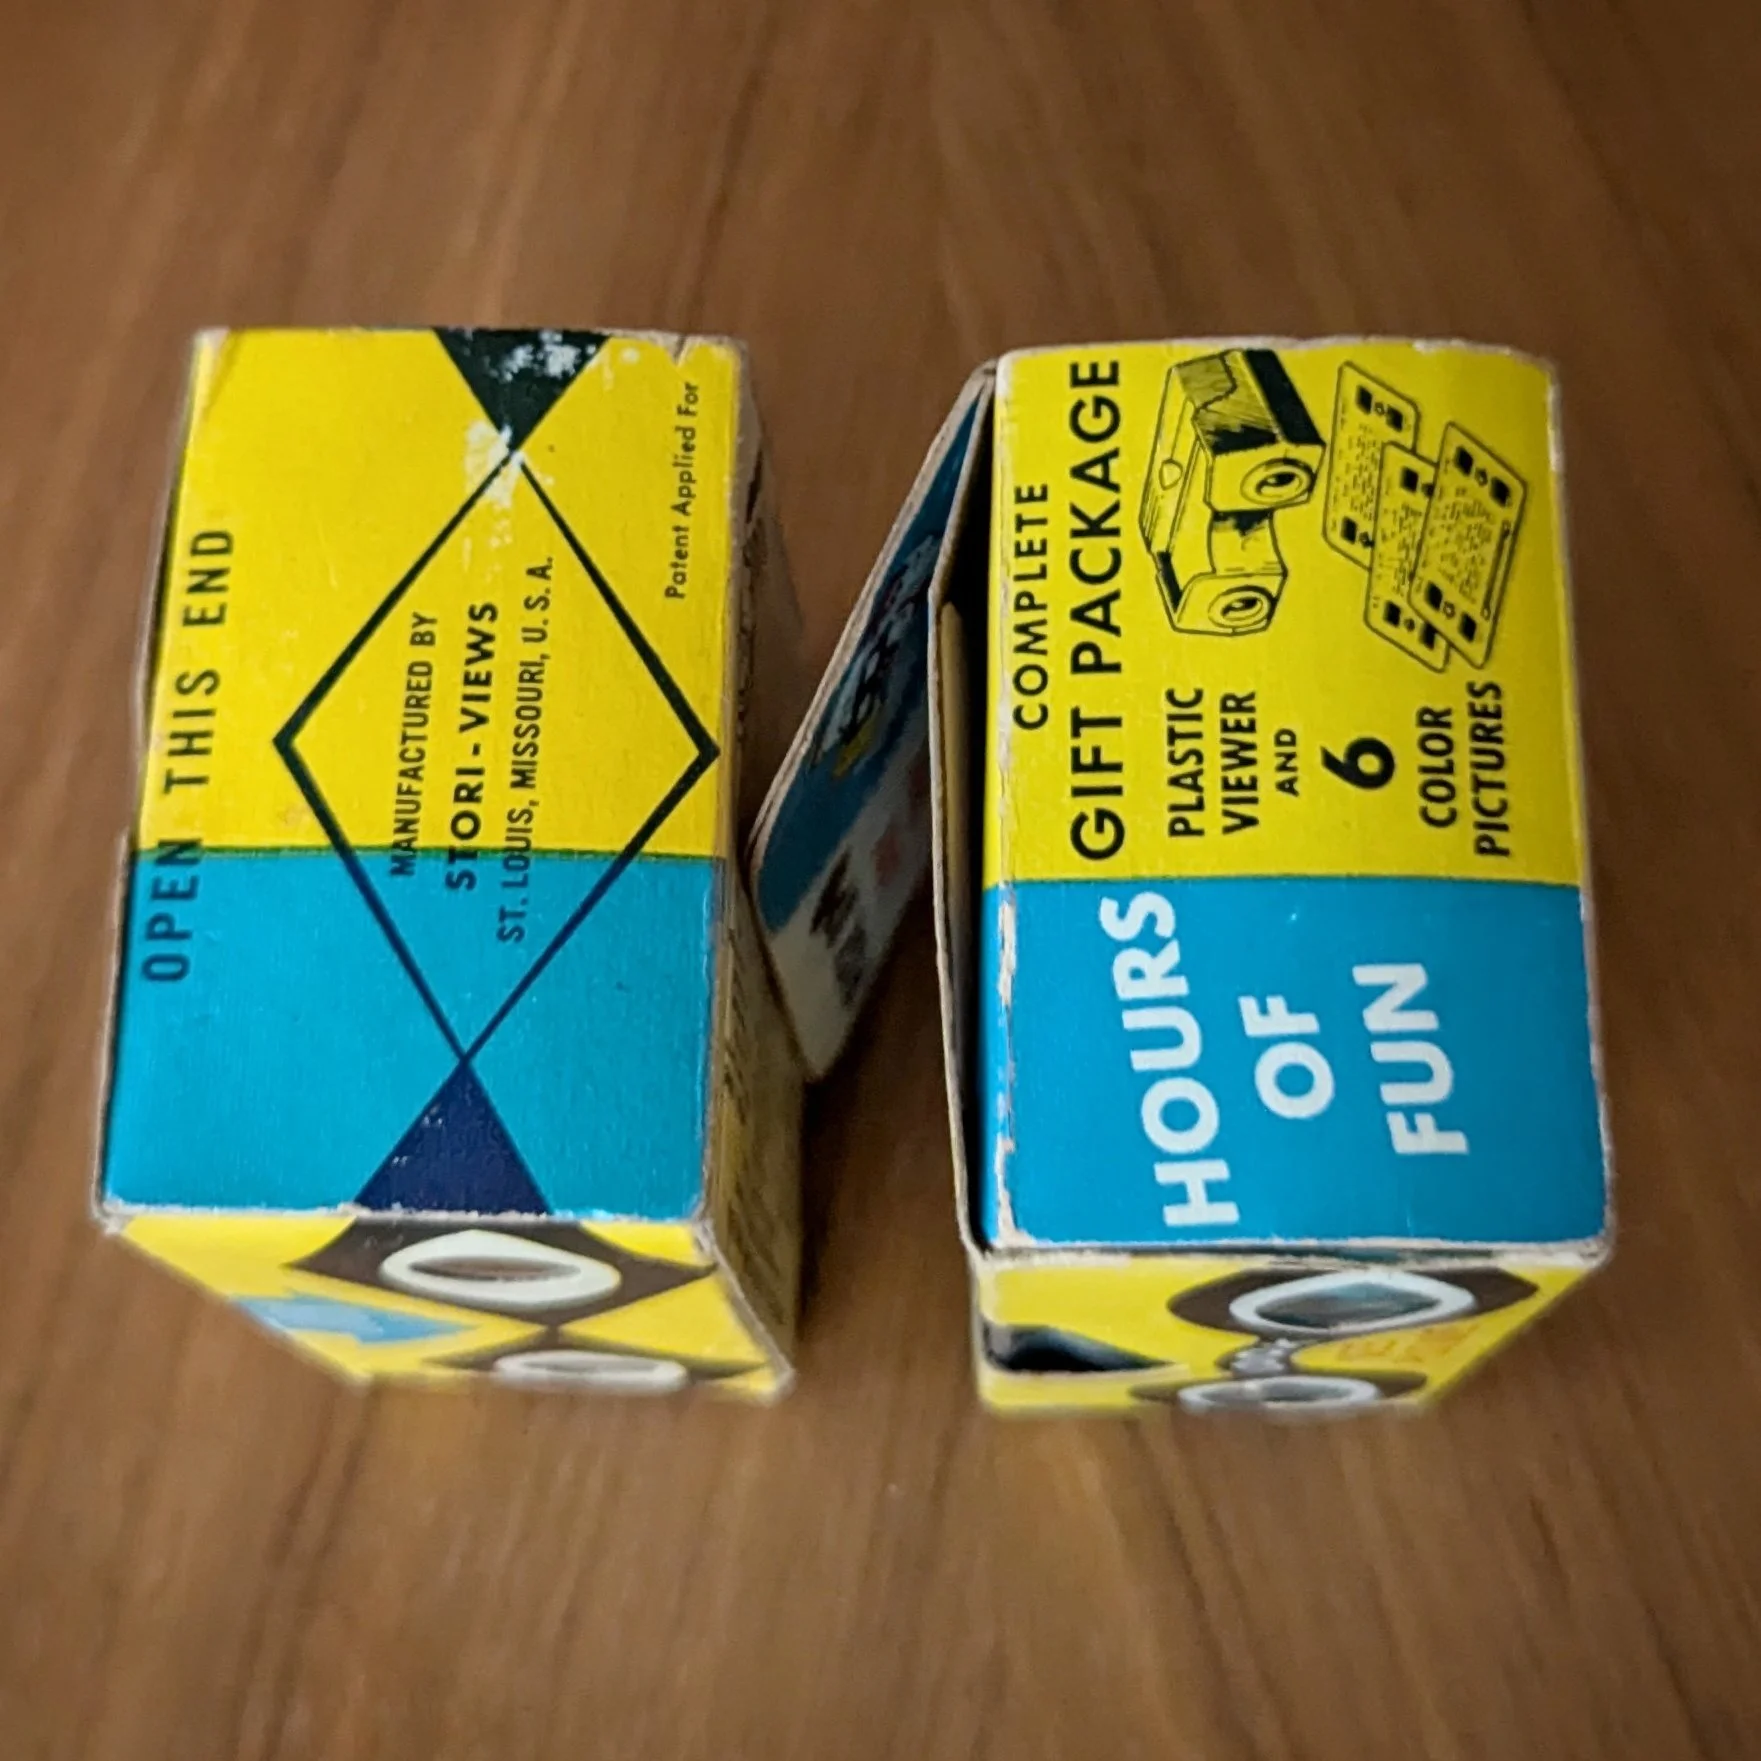 OPEN THIS END
MANUFACTURED BY
STORI-VIEWS
ST. LOUIS, MISSOURI, U. S. A.
Patent Applied For
COMPLETE
GIFT PACKAGE
PLASTIC
VIEWER
AND
6
COLOR
PICTURES
HOURS
OF
FUN